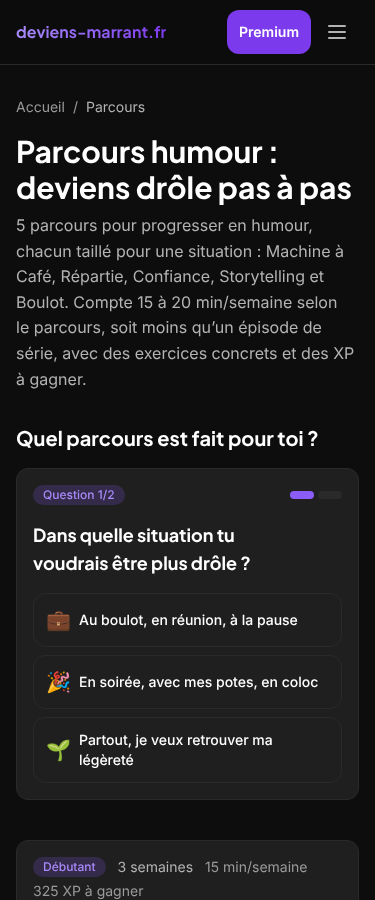 deviens-marrant.fr
Premium
Accueil / Parcours
Parcours humour :
deviens drôle pas à pas
5 parcours pour progresser en humour,
chacun taillé pour une situation : Machine à
Café, Répartie, Confiance, Storytelling et
Boulot. Compte 15 à 20 min/semaine selon
le parcours, soit moins qu’un épisode de
série, avec des exercices concrets et des XP
à gagner.
Quel parcours est fait pour toi ?
Question 1/2
Dans quelle situation tu
voudrais être plus drôle ?
Au boulot, en réunion, à la pause
En soirée, avec mes potes, en coloc
Partout, je veux retrouver ma
légèreté
Débutant 3 semaines 15 min/semaine
325 XP à gagner